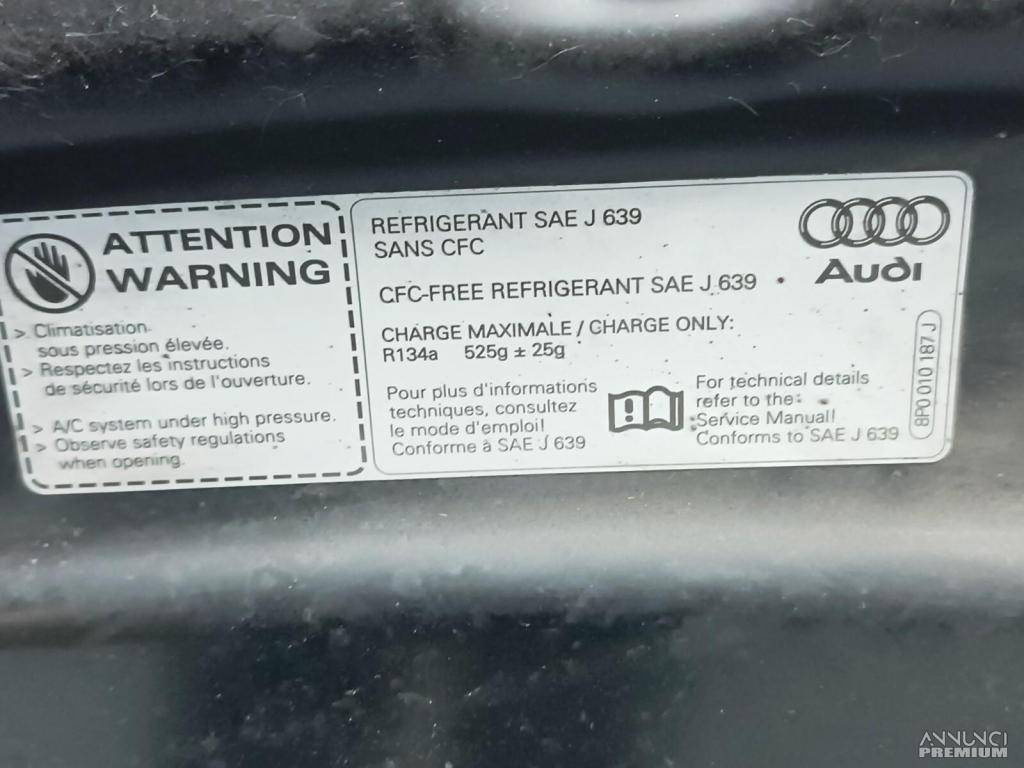 ATTENTION
WARNING
> Climatisation
sous pression élevée.
> Respectez les instructions
de sécurité lors de l'ouverture.
> A/C system under high pressure.
> Observe safety regulations
when opening.
REFRIGERANT SAE J 639
SANS CFC
CFC-FREE REFRIGERANT SAE J 639
CHARGE MAXIMALE / CHARGE ONLY:
R134a 525g ± 25g
Pour plus d'informations
techniques, consultez
le mode d'emploi!
Conforme à SAE J 639
For technical details
refer to the
Service Manual!
Conforms to SAE J 639
Audi
8P0 010 187 J
ANNUNCI
PREMIUM